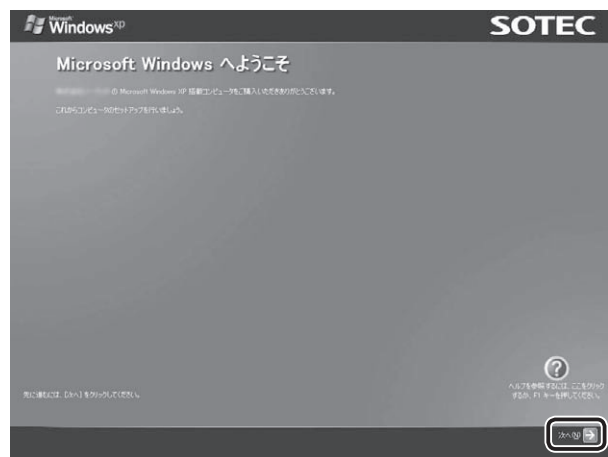 Microsoft
Windows xp
SOTEC
Microsoft Windows へようこそ
の Microsoft Windows XP 搭載コンピュータをご購入いただきありがとうございます。
これからコンピュータのセットアップを行いましょう。
先に進むには、[次へ] をクリックしてください。
?
ヘルプを参照するには、ここをクリック
するか、F1 キーを押してください。
次へ(N)